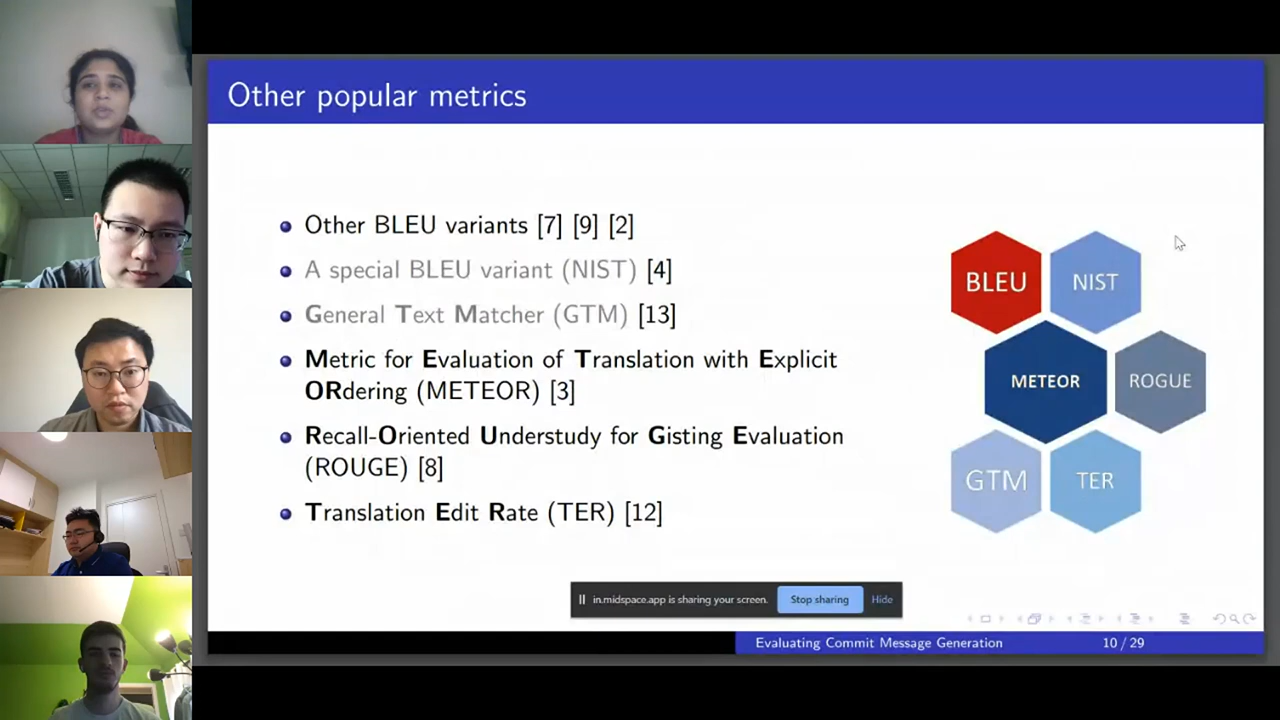 Other popular metrics
Other BLEU variants [7] [9] [2]
A special BLEU variant (NIST) [4]
General Text Matcher (GTM) [13]
Metric for Evaluation of Translation with Explicit
ORdering (METEOR) [3]
Recall-Oriented Understudy for Gisting Evaluation
(ROUGE) [8]
Translation Edit Rate (TER) [12]
BLEU
NIST
METEOR
ROGUE
GTM
TER
in.midspace.app is sharing your screen.
Stop sharing
Hide
Evaluating Commit Message Generation
10 / 29